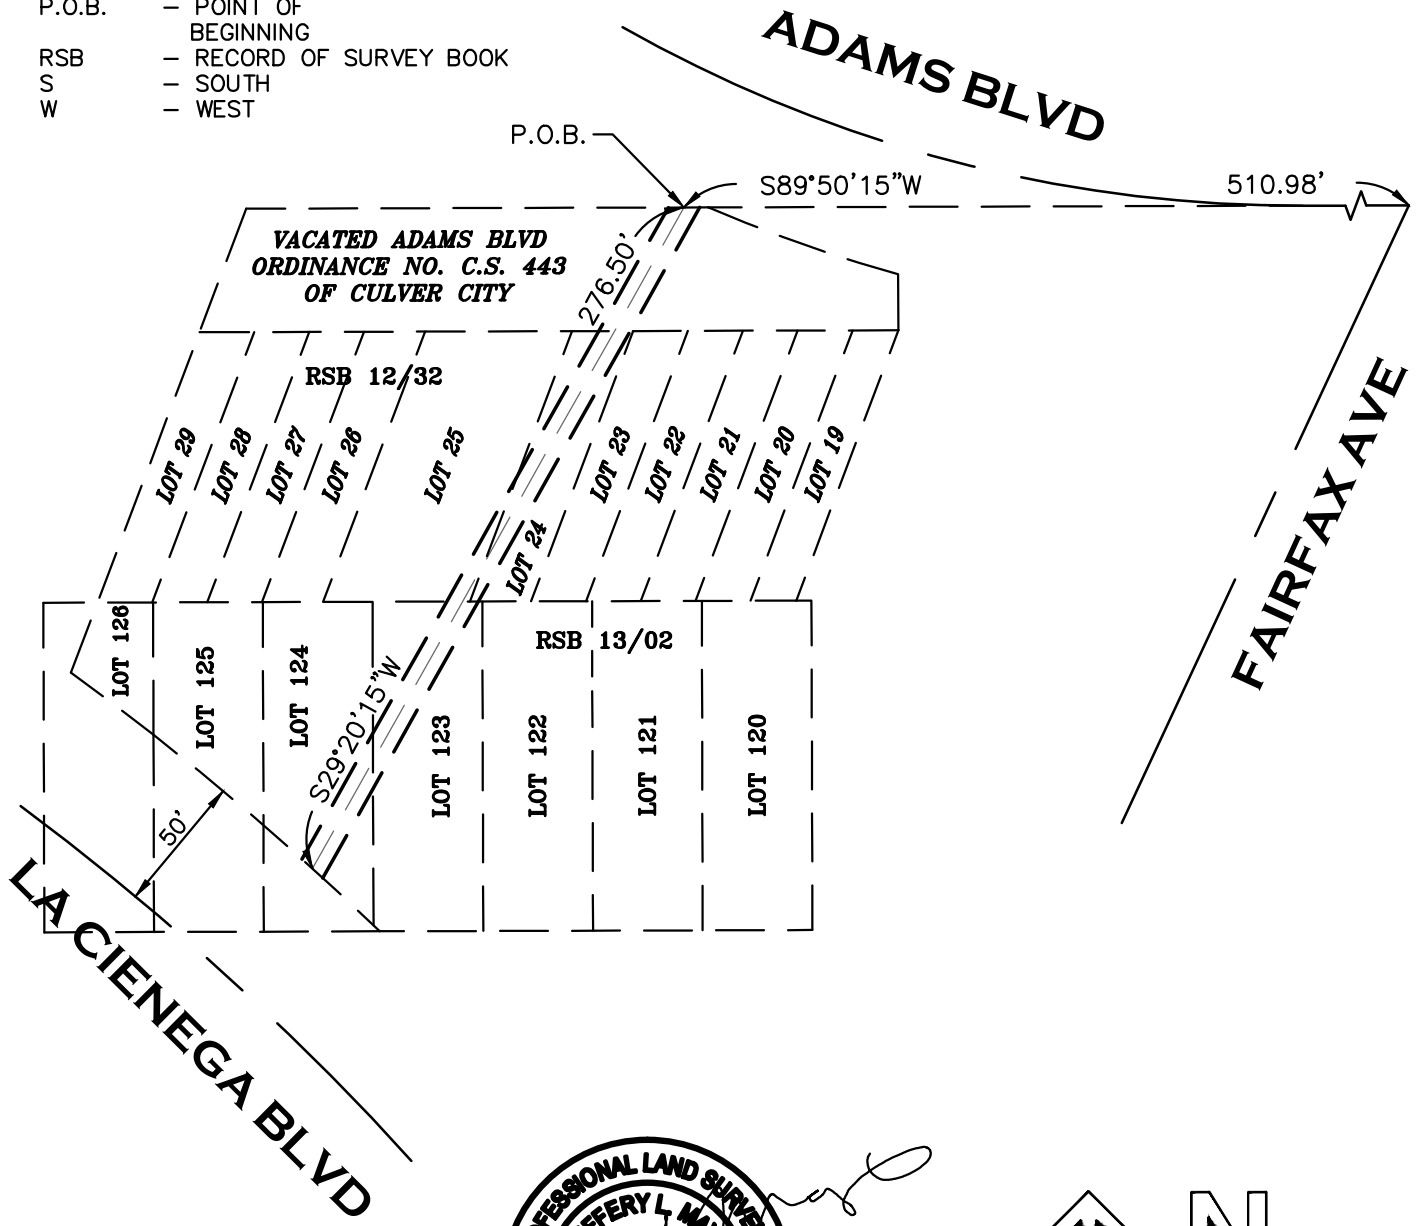 P.O.B. – POINT OF
BEGINNING
RSB – RECORD OF SURVEY BOOK
S – SOUTH
W – WEST
ADAMS BLVD
P.O.B.
S89°50'15"W
510.98'
VACATED ADAMS BLVD
ORDINANCE NO. C.S. 443
OF CULVER CITY
276.50'
RSB 12/32
LOT 29
LOT 28
LOT 27
LOT 26
LOT 25
LOT 24
LOT 23
LOT 22
LOT 21
LOT 20
LOT 19
FAIRFAX AVE
RSB 13/02
LOT 126
LOT 125
LOT 124
LOT 123
LOT 122
LOT 121
LOT 120
S29°20'15"W
50'
LA CIENEGA BLVD
LAND
L.
N